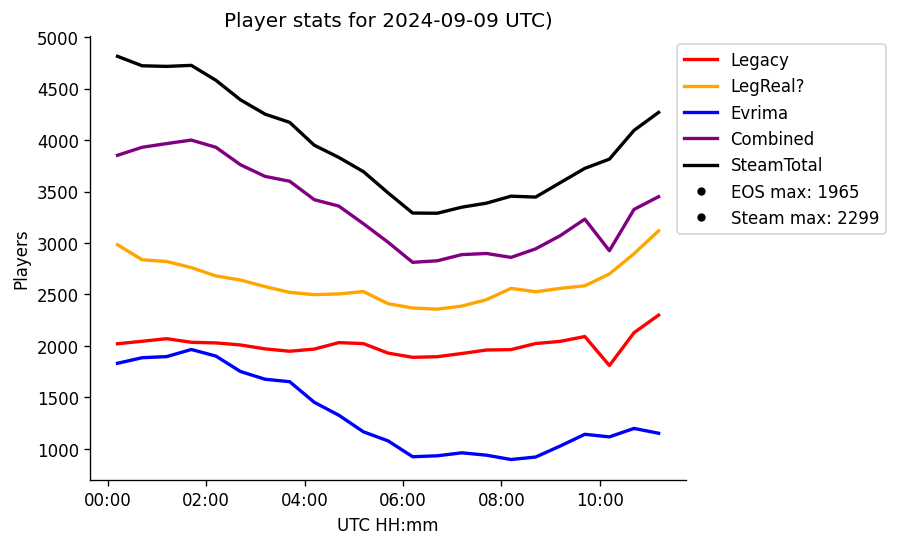 Player stats for 2024-09-09 UTC)
5000
4500
4000
3500
3000
2500
2000
1500
1000
Players
00:00 02:00 04:00 06:00 08:00 10:00
UTC HH:mm
Legacy
LegReal?
Evrima
Combined
SteamTotal
EOS max: 1965
Steam max: 2299